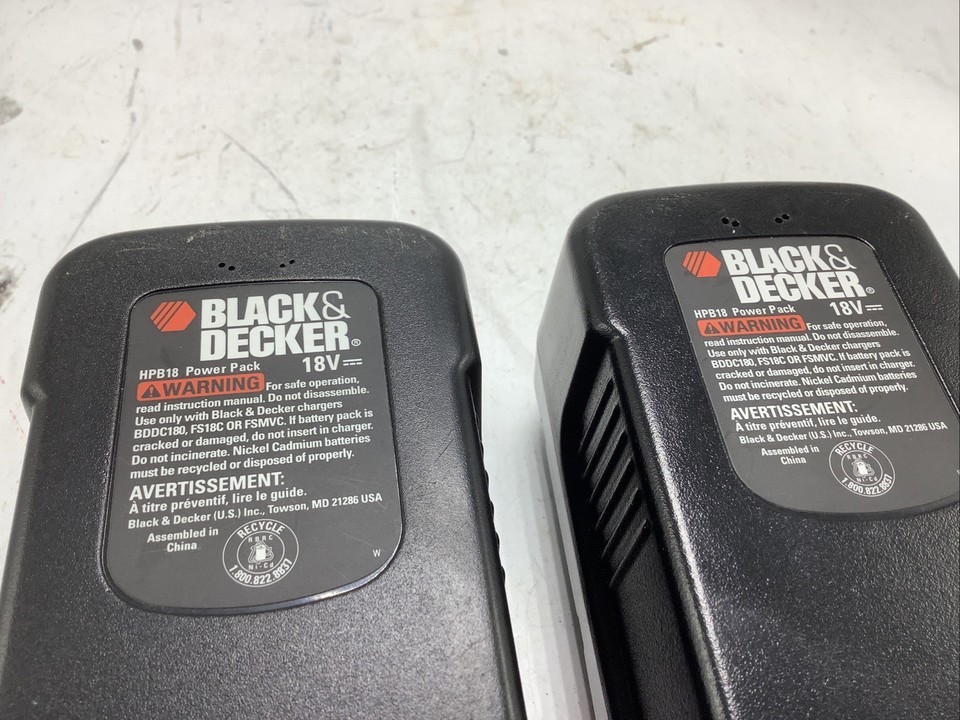 BLACK&
DECKER®
HPB18 Power Pack 18V
WARNING For safe operation,
read instruction manual. Do not disassemble.
Use only with Black & Decker chargers
BDDC180, FS18C OR FSMVC. If battery pack is
cracked or damaged, do not insert in charger.
Do not incinerate. Nickel Cadmium batteries
must be recycled or disposed of properly.
AVERTISSEMENT:
À titre préventif, lire le guide.
Black & Decker (U.S.) Inc., Towson, MD 21286 USA
Assembled in
China
RECYCLE
RBRC
Ni-Cd
1.800.822.8837
W
BLACK&
DECKER®
HPB18 Power Pack 18V
WARNING For safe operation,
read instruction manual. Do not disassemble.
Use only with Black & Decker chargers
BDDC180, FS18C OR FSMVC. If battery pack is
cracked or damaged, do not insert in charger.
Do not incinerate. Nickel Cadmium batteries
must be recycled or disposed of properly.
AVERTISSEMENT:
À titre préventif, lire le guide.
Black & Decker (U.S.) Inc., Towson, MD 21286 USA
Assembled in
China
RECYCLE
RBRC
Ni-Cd
1.800.822.8837